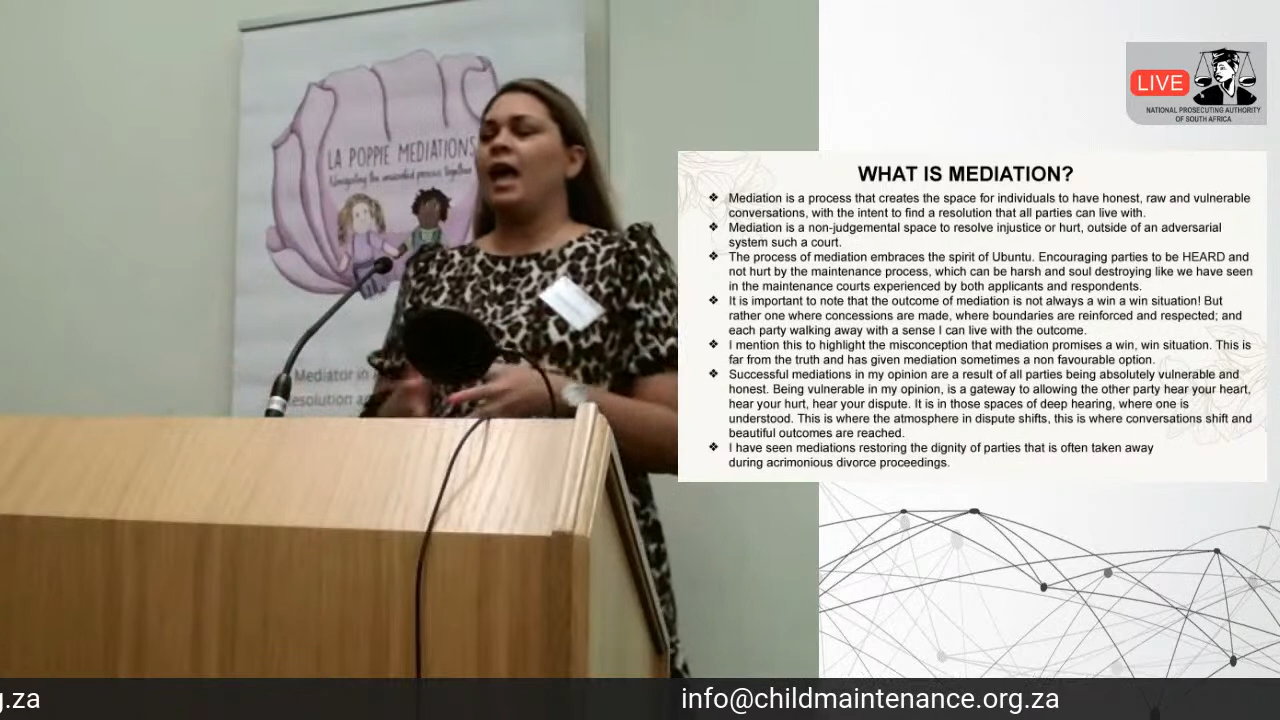 LA POPPIE MEDIATIONS
Navigating the unwanted process together
Mediator in
esolution a
LIVE
NATIONAL PROSECUTING AUTHORITY
OF SOUTH AFRICA
WHAT IS MEDIATION?
❖ Mediation is a process that creates the space for individuals to have honest, raw and vulnerable
conversations, with the intent to find a resolution that all parties can live with.
❖ Mediation is a non-judgemental space to resolve injustice or hurt, outside of an adversarial
system such a court.
❖ The process of mediation embraces the spirit of Ubuntu. Encouraging parties to be HEARD and
not hurt by the maintenance process, which can be harsh and soul destroying like we have seen
in the maintenance courts experienced by both applicants and respondents.
❖ It is important to note that the outcome of mediation is not always a win a win situation! But
rather one where concessions are made, where boundaries are reinforced and respected; and
each party walking away with a sense I can live with the outcome.
❖ I mention this to highlight the misconception that mediation promises a win, win situation. This is
far from the truth and has given mediation sometimes a non favourable option.
❖ Successful mediations in my opinion are a result of all parties being absolutely vulnerable and
honest. Being vulnerable in my opinion, is a gateway to allowing the other party hear your heart,
hear your hurt, hear your dispute. It is in those spaces of deep hearing, where one is
understood. This is where the atmosphere in dispute shifts, this is where conversations shift and
beautiful outcomes are reached.
❖ I have seen mediations restoring the dignity of parties that is often taken away
during acrimonious divorce proceedings.
g.za
info@childmaintenance.org.za